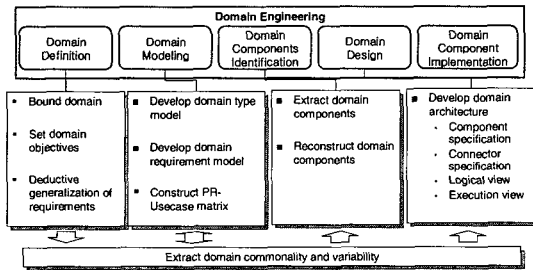 Domain Engineering
Domain
Definition
Domain
Modeling
Domain
Components
Identification
Domain
Design
Domain
Component
Implementation
• Bound domain
• Set domain
objectives
• Deductive
generalization of
requirements
▪ Develop domain type
model
▪ Develop domain
requirement model
▪ Construct PR-
Usecase matrix
▪ Extract domain
components
▪ Reconstruct domain
components
▪ Develop domain
architecture
• Component
specification
• Connector
specification
• Logical view
• Execution view
Extract domain commonality and variability